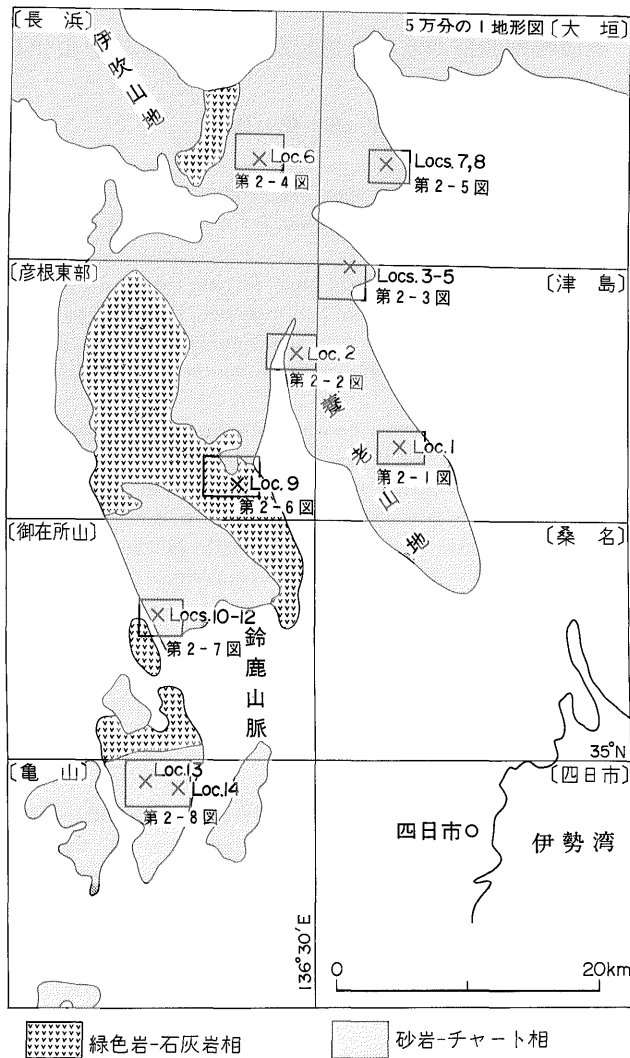 〔長 浜〕
5万分の1地形図〔大 垣〕
伊吹山地
Loc.6
第2-4図
Locs.7,8
第2-5図
〔彦根東部〕
Locs.3-5
第2-3図
〔津 島〕
Loc.2
第2-2図
養老山地
Loc.1
第2-1図
Loc.9
第2-6図
〔御在所山〕
〔桑 名〕
Locs.10-12
第2-7図
鈴鹿山脈
35°N
〔亀 山〕
〔四日市〕
Loc.13
Loc.14
第2-8図
四日市
伊勢湾
136°30′E
0
20km
緑色岩-石灰岩相
砂岩-チャート相